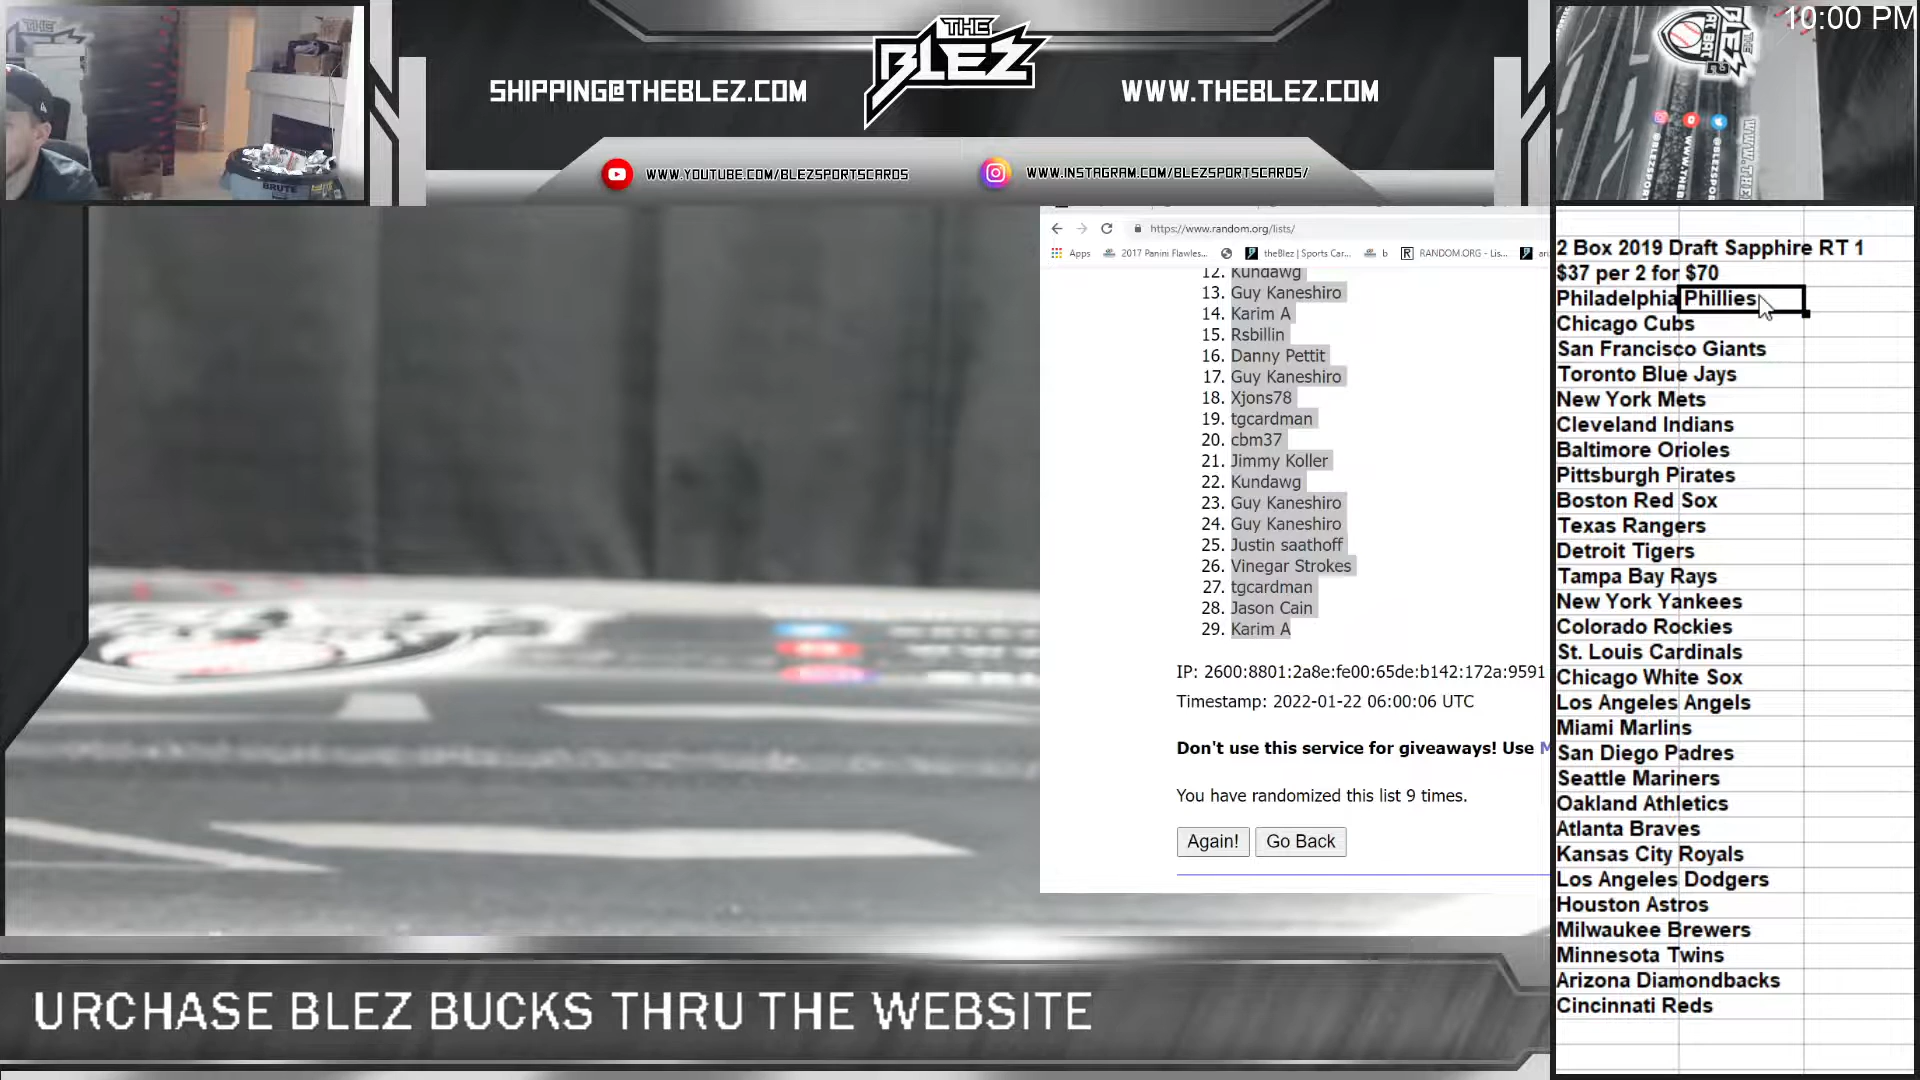 10:00 PM
THE
BLEZ
SHIPPING@THEBLEZ.COM
WWW.THEBLEZ.COM
WWW.YOUTUBE.COM/BLEZSPORTSCARDS
WWW.INSTAGRAM.COM/BLEZSPORTSCARDS/
BRUTE
https://www.random.org/lists/
Apps
2017 Panini Flawles...
theBlez | Sports Car...
b
RANDOM.ORG - Lis...
12. Kundawg
13. Guy Kaneshiro
14. Karim A
15. Rsbillin
16. Danny Pettit
17. Guy Kaneshiro
18. Xjons78
19. tgcardman
20. cbm37
21. Jimmy Koller
22. Kundawg
23. Guy Kaneshiro
24. Guy Kaneshiro
25. Justin saathoff
26. Vinegar Strokes
27. tgcardman
28. Jason Cain
29. Karim A
IP: 2600:8801:2a8e:fe00:65de:b142:172a:9591
Timestamp: 2022-01-22 06:00:06 UTC
Don't use this service for giveaways! Use
You have randomized this list 9 times.
Again!
Go Back
2 Box 2019 Draft Sapphire RT 1
$37 per 2 for $70
Philadelphia Phillies
Chicago Cubs
San Francisco Giants
Toronto Blue Jays
New York Mets
Cleveland Indians
Baltimore Orioles
Pittsburgh Pirates
Boston Red Sox
Texas Rangers
Detroit Tigers
Tampa Bay Rays
New York Yankees
Colorado Rockies
St. Louis Cardinals
Chicago White Sox
Los Angeles Angels
Miami Marlins
San Diego Padres
Seattle Mariners
Oakland Athletics
Atlanta Braves
Kansas City Royals
Los Angeles Dodgers
Houston Astros
Milwaukee Brewers
Minnesota Twins
Arizona Diamondbacks
Cincinnati Reds
URCHASE BLEZ BUCKS THRU THE WEBSITE